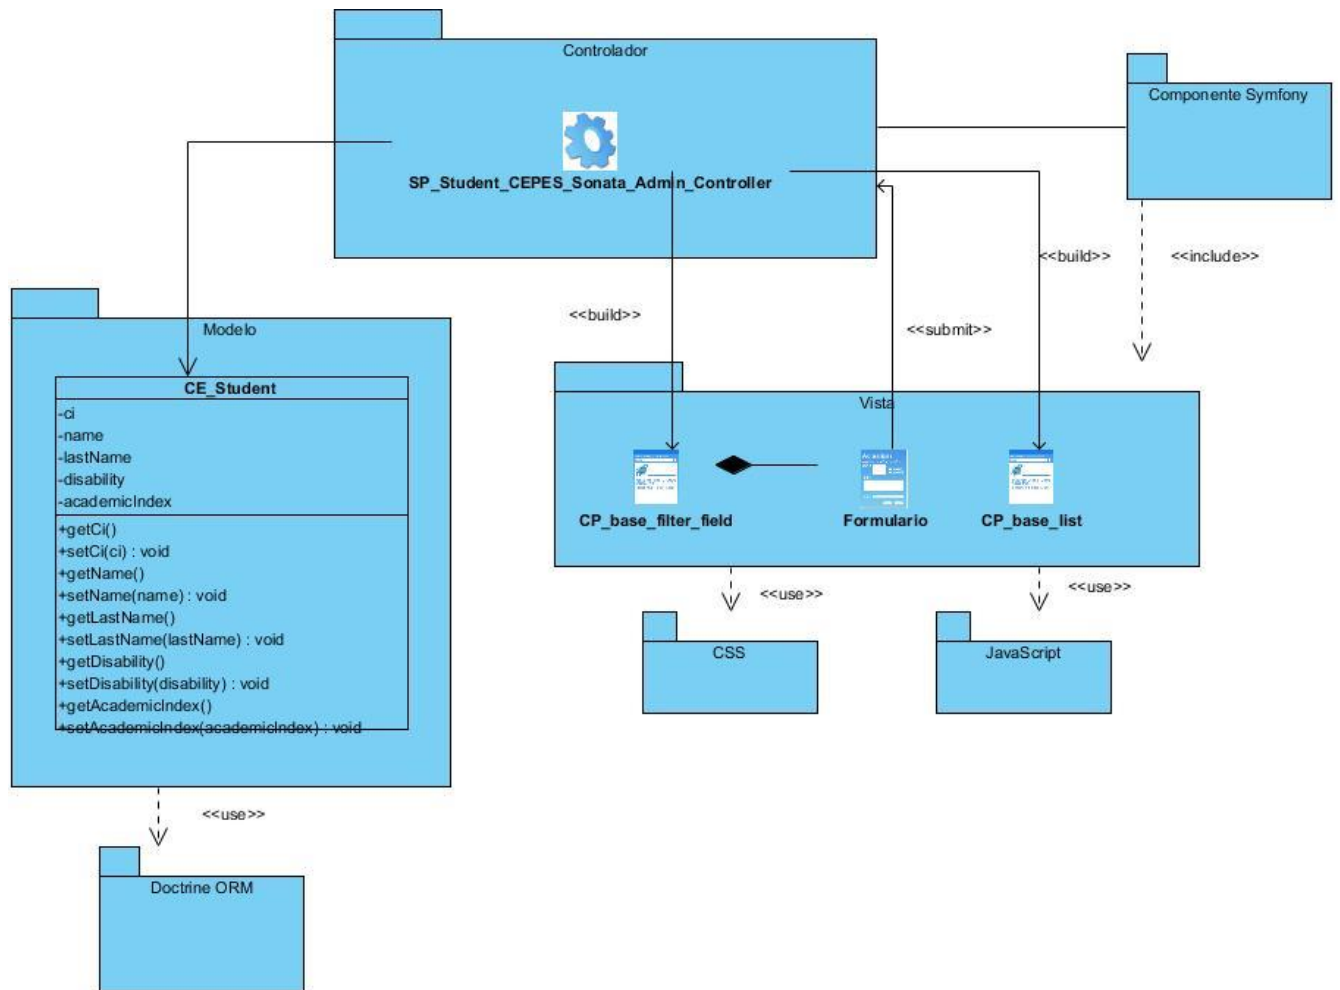 Controlador
SP_Student_CEPES_Sonata_Admin_Controller
Componente Symfony
<<build>>
<<include>>
<<build>>
<<submit>>
Modelo
CE_Student
-ci
-name
-lastName
-disability
-academicIndex
+getCi()
+setCi(ci) : void
+getName()
+setName(name) : void
+getLastName()
+setLastName(lastName) : void
+getDisability()
+setDisability(disability) : void
+getAcademicIndex()
+setAcademicIndex(academicIndex) : void
Vista
CP_base_filter_field
Formulario
CP_base_list
<<use>>
<<use>>
CSS
JavaScript
<<use>>
Doctrine ORM